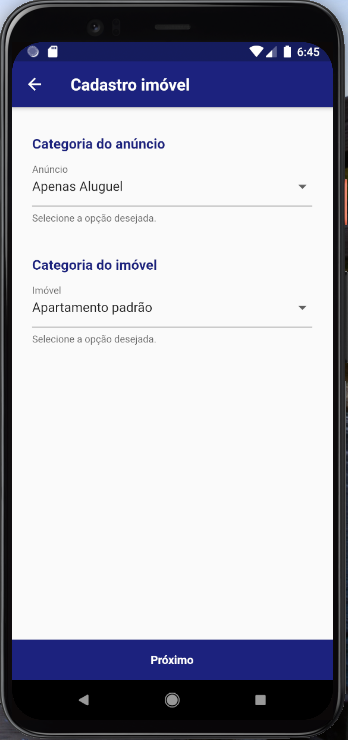 6:45
Cadastro imóvel
Categoria do anúncio
Anúncio
Apenas Aluguel
Selecione a opção desejada.
Categoria do imóvel
Imóvel
Apartamento padrão
Selecione a opção desejada.
Próximo